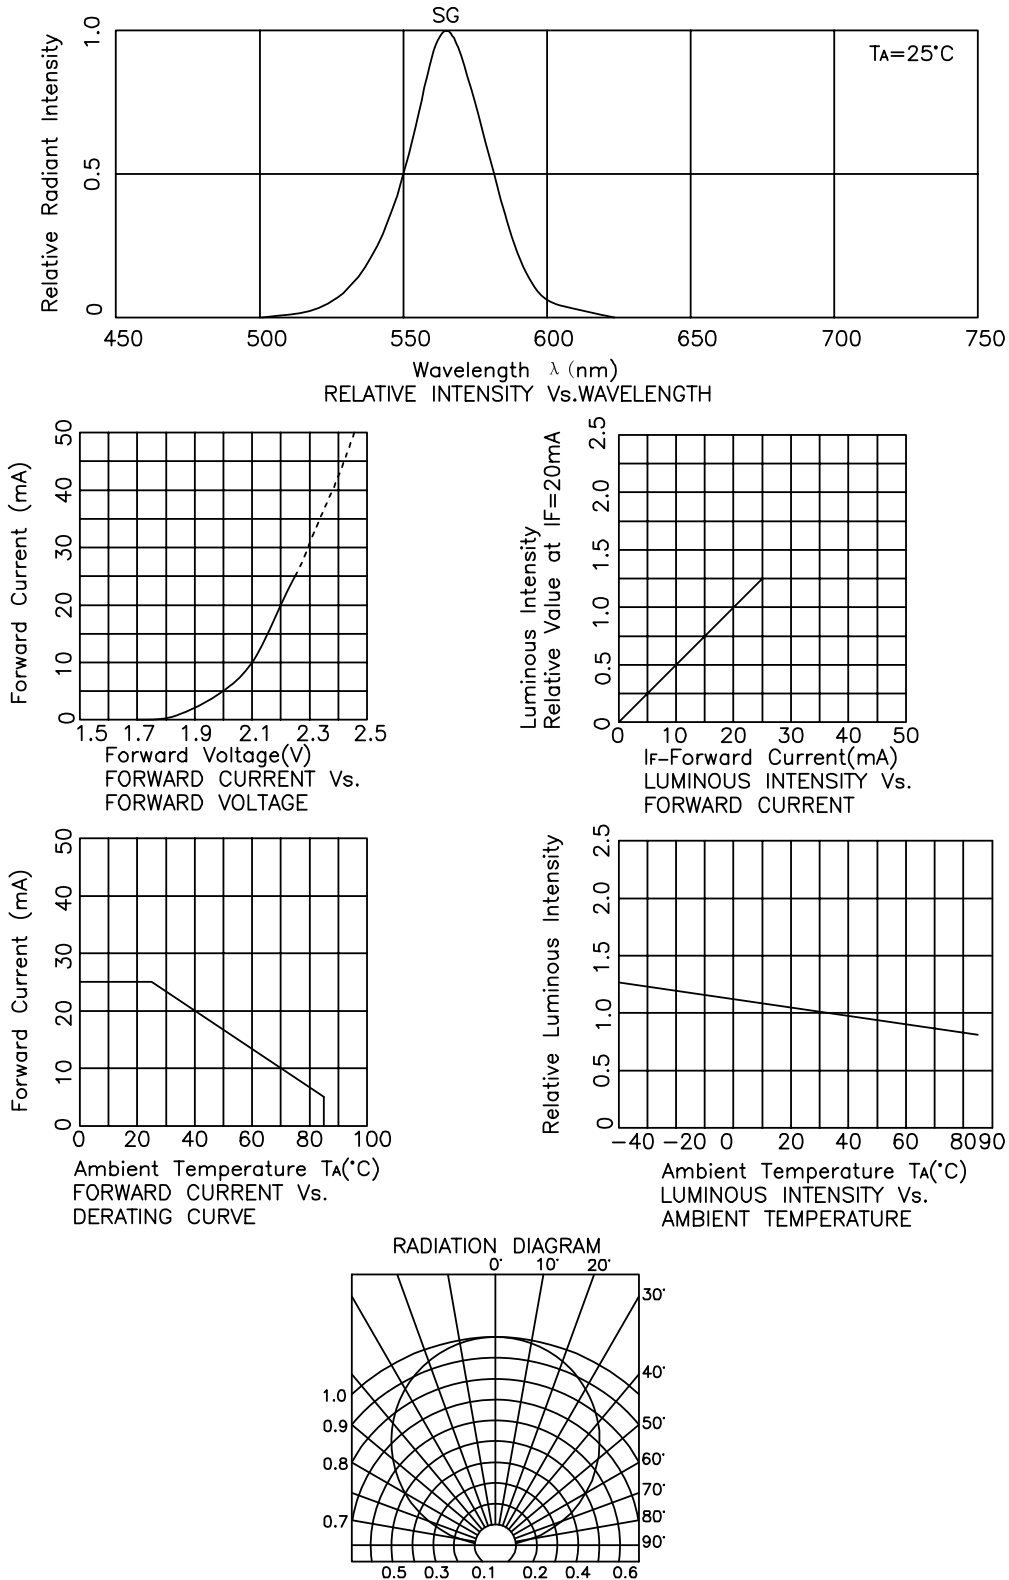 SG
TA=25°C
Relative Radiant Intensity
1.0
0.5
0
450 500 550 600 650 700 750
Wavelength λ (nm)
RELATIVE INTENSITY Vs.WAVELENGTH
Forward Current (mA)
50
40
30
20
10
0
1.5 1.7 1.9 2.1 2.3 2.5
Forward Voltage(V)
FORWARD CURRENT Vs.
FORWARD VOLTAGE
Luminous Intensity
Relative Value at IF=20mA
2.5
2.0
1.5
1.0
0.5
0
0 10 20 30 40 50
IF-Forward Current(mA)
LUMINOUS INTENSITY Vs.
FORWARD CURRENT
Forward Current (mA)
50
40
30
20
10
0
0 20 40 60 80 100
Ambient Temperature TA(°C)
FORWARD CURRENT Vs.
DERATING CURVE
Relative Luminous Intensity
2.5
2.0
1.5
1.0
0.5
0
-40 -20 0 20 40 60 80 90
Ambient Temperature TA(°C)
LUMINOUS INTENSITY Vs.
AMBIENT TEMPERATURE
RADIATION DIAGRAM
0° 10° 20°
30°
40°
1.0
50°
0.9
60°
0.8
70°
80°
0.7
90°
0.5 0.3 0.1 0.2 0.4 0.6